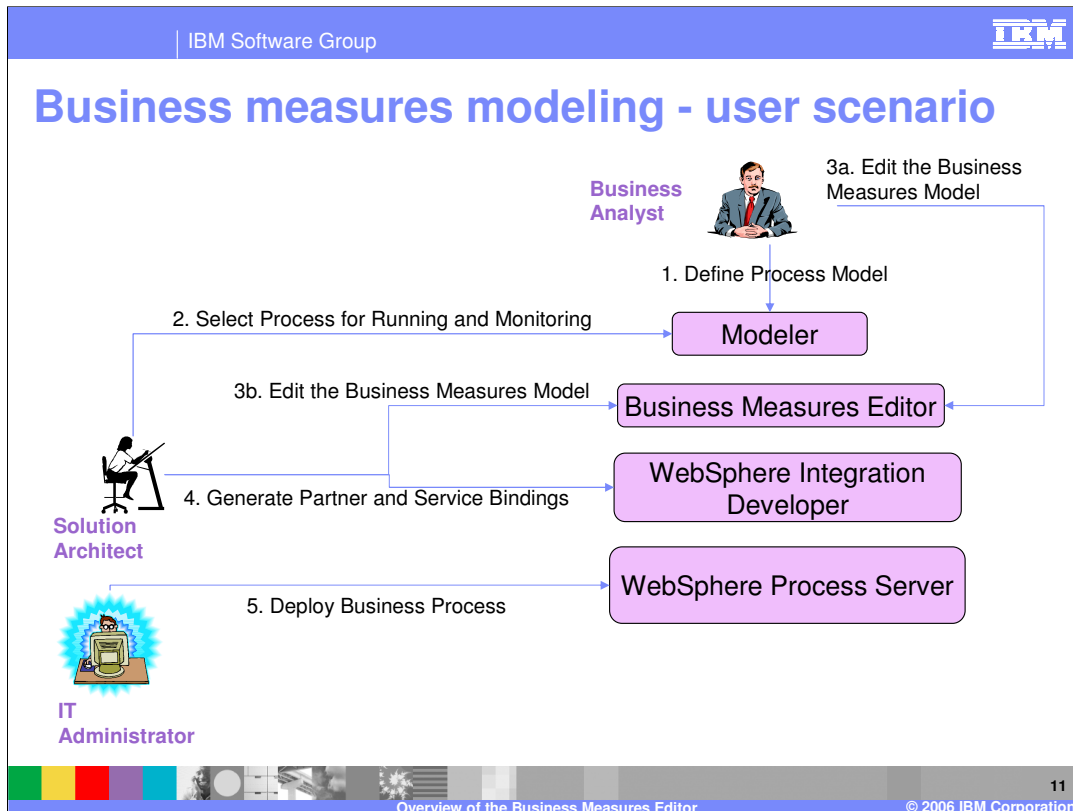 IBM Software Group
IBM
Business measures modeling - user scenario
Business
Analyst
3a. Edit the Business
Measures Model
1. Define Process Model
2. Select Process for Running and Monitoring
Modeler
3b. Edit the Business Measures Model
Business Measures Editor
WebSphere Integration
Developer
4. Generate Partner and Service Bindings
Solution
Architect
WebSphere Process Server
5. Deploy Business Process
IT
Administrator
11
Overview of the Business Measures Editor
© 2006 IBM Corporation